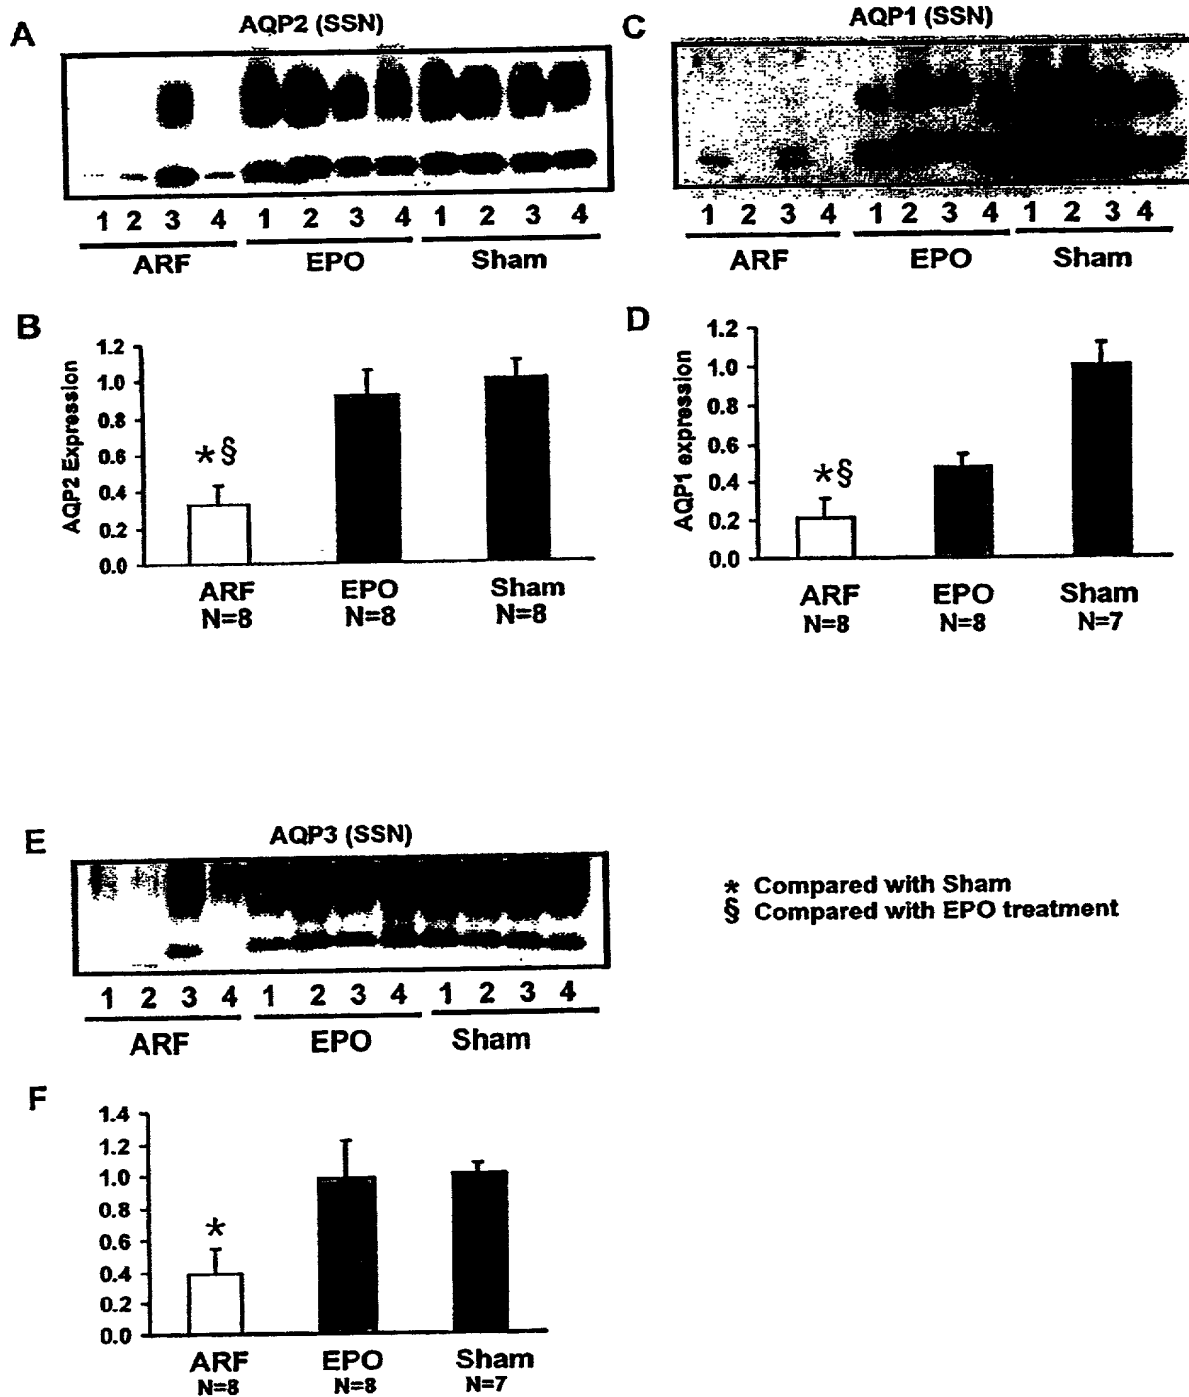 A
AQP2 (SSN)
1 2 3 4 1 2 3 4 1 2 3 4
ARF EPO Sham
C
AQP1 (SSN)
1 2 3 4 1 2 3 4 1 2 3 4
ARF EPO Sham
B
AQP2 Expression
1.2
1.0
0.8
0.6
0.4
0.2
0.0
*§
ARF EPO Sham
N=8 N=8 N=8
D
AQP1 expression
1.2
1.0
0.8
0.6
0.4
0.2
0.0
*§
ARF EPO Sham
N=8 N=8 N=7
E
AQP3 (SSN)
1 2 3 4 1 2 3 4 1 2 3 4
ARF EPO Sham
* Compared with Sham
§ Compared with EPO treatment
F
1.4
1.2
1.0
0.8
0.6
0.4
0.2
0.0
*
ARF EPO Sham
N=8 N=8 N=7